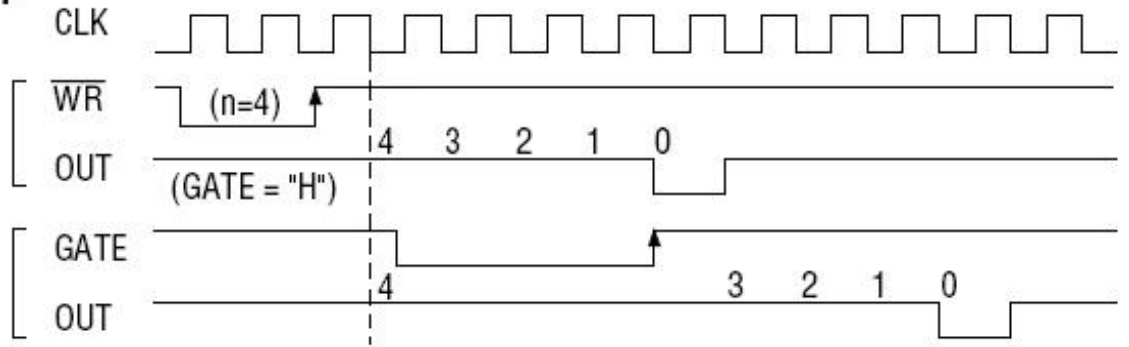 CLK
WR (n=4)
4 3 2 1 0
OUT
(GATE = "H")
GATE
4 3 2 1 0
OUT